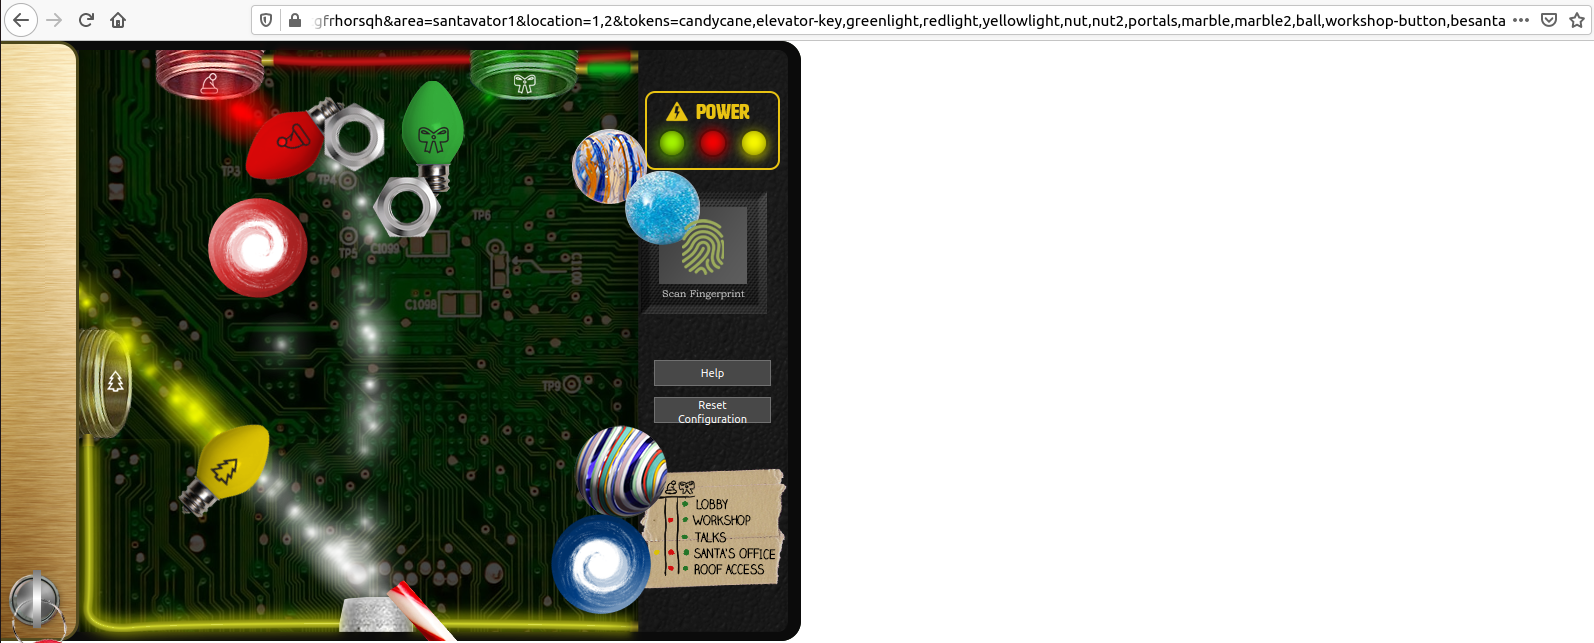 gfrhorsqh&area=santavator1&location=1,2&tokens=candycane,elevator-key,greenlight,redlight,yellowlight,nut,nut2,portals,marble,marble2,ball,workshop-button,besanta
POWER
TP3
TP4
TP6
TP5
C1099
C1100
Scan Fingerprint
C1098
Help
TP9
Reset
Configuration
LOBBY
WORKSHOP
TALKS
SANTA'S OFFICE
ROOF ACCESS